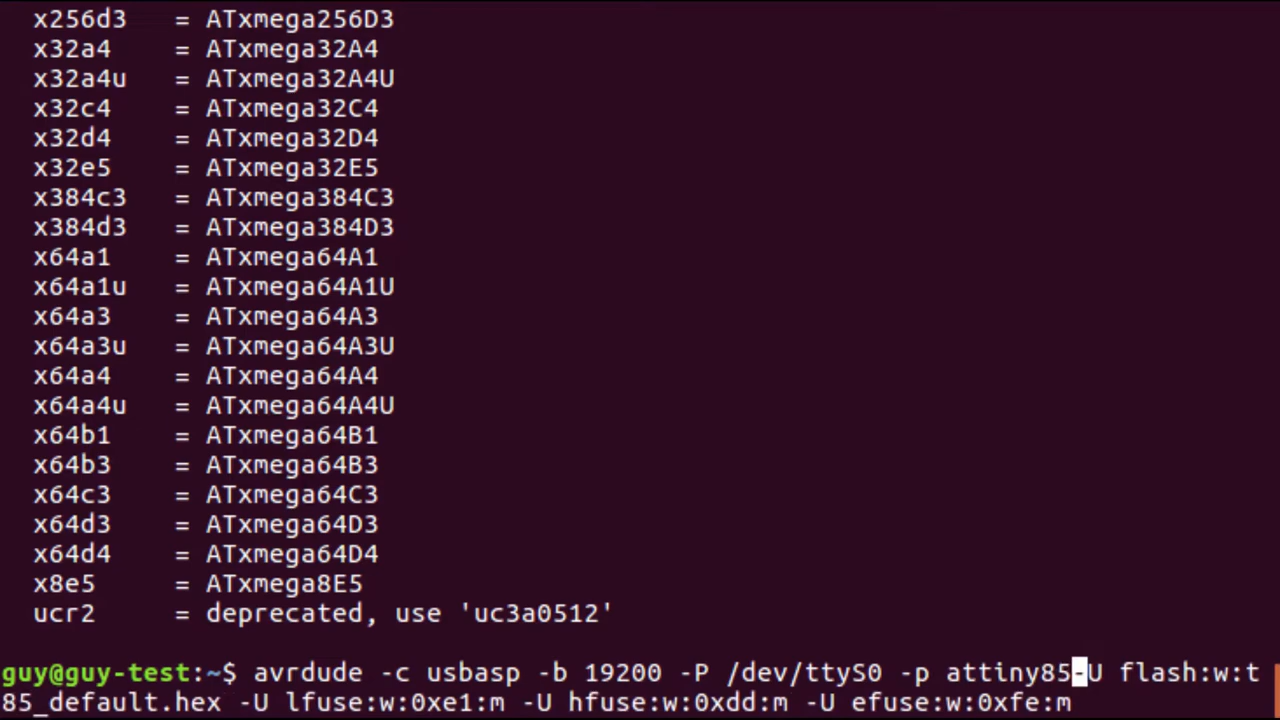 x256d3   = ATxmega256D3
x32a4    = ATxmega32A4
x32a4u   = ATxmega32A4U
x32c4    = ATxmega32C4
x32d4    = ATxmega32D4
x32e5    = ATxmega32E5
x384c3   = ATxmega384C3
x384d3   = ATxmega384D3
x64a1    = ATxmega64A1
x64a1u   = ATxmega64A1U
x64a3    = ATxmega64A3
x64a3u   = ATxmega64A3U
x64a4    = ATxmega64A4
x64a4u   = ATxmega64A4U
x64b1    = ATxmega64B1
x64b3    = ATxmega64B3
x64c3    = ATxmega64C3
x64d3    = ATxmega64D3
x64d4    = ATxmega64D4
x8e5     = ATxmega8E5
ucr2     = deprecated, use 'uc3a0512'
guy@guy-test:~$ avrdude -c usbasp -b 19200 -P /dev/ttyS0 -p attiny85-U flash:w:t
85_default.hex -U lfuse:w:0xe1:m -U hfuse:w:0xdd:m -U efuse:w:0xfe:m